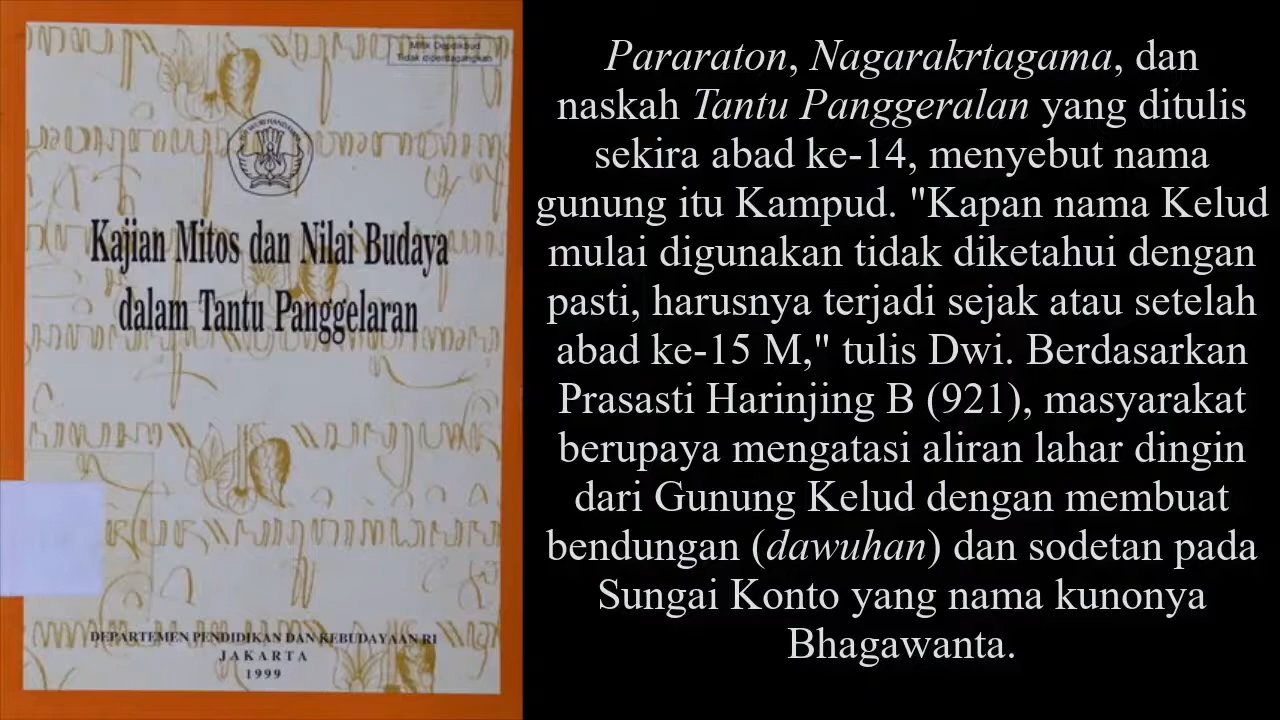 Milik Depdikbud
Tidak diperdagangkan
TUT WURI HANDAYANI
Kajian Mitos dan Nilai Budaya
dalam Tantu Panggelaran
DEPARTEMEN PENDIDIKAN DAN KEBUDAYAAN RI
JAKARTA
1999
Pararaton, Nagarakrtagama, dan
naskah Tantu Panggeralan yang ditulis
sekira abad ke-14, menyebut nama
gunung itu Kampud. "Kapan nama Kelud
mulai digunakan tidak diketahui dengan
pasti, harusnya terjadi sejak atau setelah
abad ke-15 M," tulis Dwi. Berdasarkan
Prasasti Harinjing B (921), masyarakat
berupaya mengatasi aliran lahar dingin
dari Gunung Kelud dengan membuat
bendungan (dawuhan) dan sodetan pada
Sungai Konto yang nama kunonya
Bhagawanta.